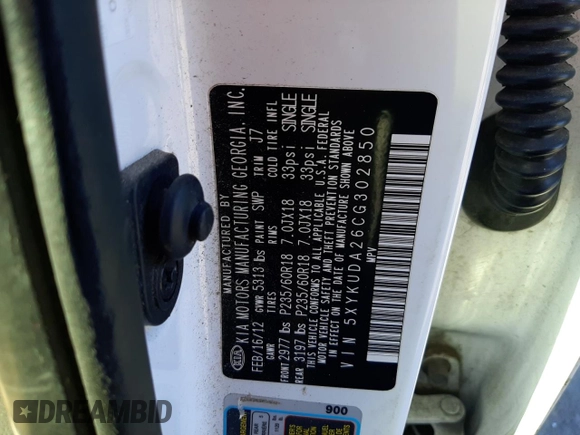 MANUFACTURED BY
KIA MOTORS MANUFACTURING GEORGIA, INC.
FEB/16/12 GVWR 5313 lbs PAINT SWP TRIM J7
GAWR TIRES RIMS COLD TIRE INFL
FRONT 2977 lbs P235/60R18 7.0JX18 33psi SINGLE
REAR 3197 lbs P235/60R18 7.0JX18 33psi SINGLE
THIS VEHICLE CONFORMS TO ALL APPLICABLE U.S.A. FEDERAL
MOTOR VEHICLE SAFETY AND THEFT PREVENTION STANDARDS
IN EFFECT ON THE DATE OF MANUFACTURE SHOWN ABOVE.
VIN 5XYKUDA26CG302850
MPV
900
DREAMBID